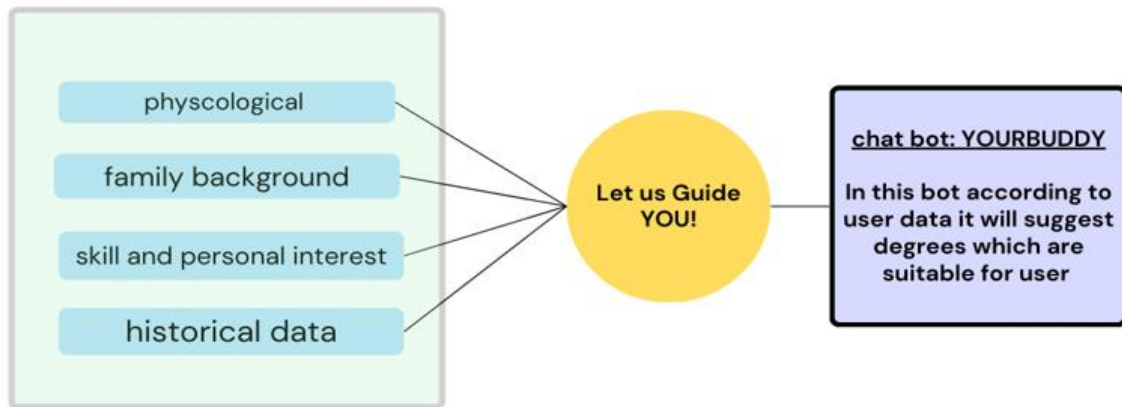 physcological
family background
skill and personal interest
historical data
Let us Guide
YOU!
chat bot: YOURBUDDY
In this bot according to
user data it will suggest
degrees which are
suitable for user